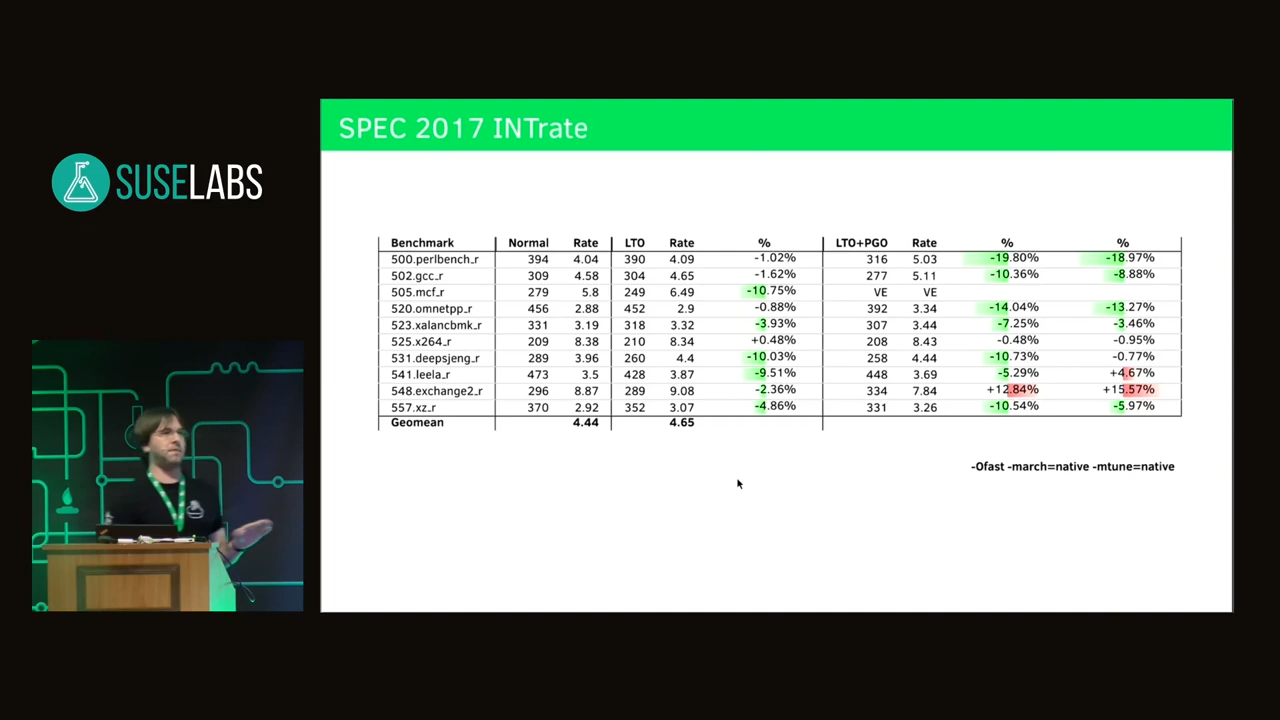 SUSELABS
SPEC 2017 INTrate
Benchmark Normal Rate LTO Rate % LTO+PGO Rate % %
500.perlbench_r 394 4.04 390 4.09 -1.02% 316 5.03 -19.80% -18.97%
502.gcc_r 309 4.58 304 4.65 -1.62% 277 5.11 -10.36% -8.88%
505.mcf_r 279 5.8 249 6.49 -10.75% VE VE
520.omnetpp_r 456 2.88 452 2.9 -0.88% 392 3.34 -14.04% -13.27%
523.xalancbmk_r 331 3.19 318 3.32 -3.93% 307 3.44 -7.25% -3.46%
525.x264_r 209 8.38 210 8.34 +0.48% 208 8.43 -0.48% -0.95%
531.deepsjeng_r 289 3.96 260 4.4 -10.03% 258 4.44 -10.73% -0.77%
541.leela_r 473 3.5 428 3.87 -9.51% 448 3.69 -5.29% +4.67%
548.exchange2_r 296 8.87 289 9.08 -2.36% 334 7.84 +12.84% +15.57%
557.xz_r 370 2.92 352 3.07 -4.86% 331 3.26 -10.54% -5.97%
Geomean 4.44 4.65
-Ofast -march=native -mtune=native